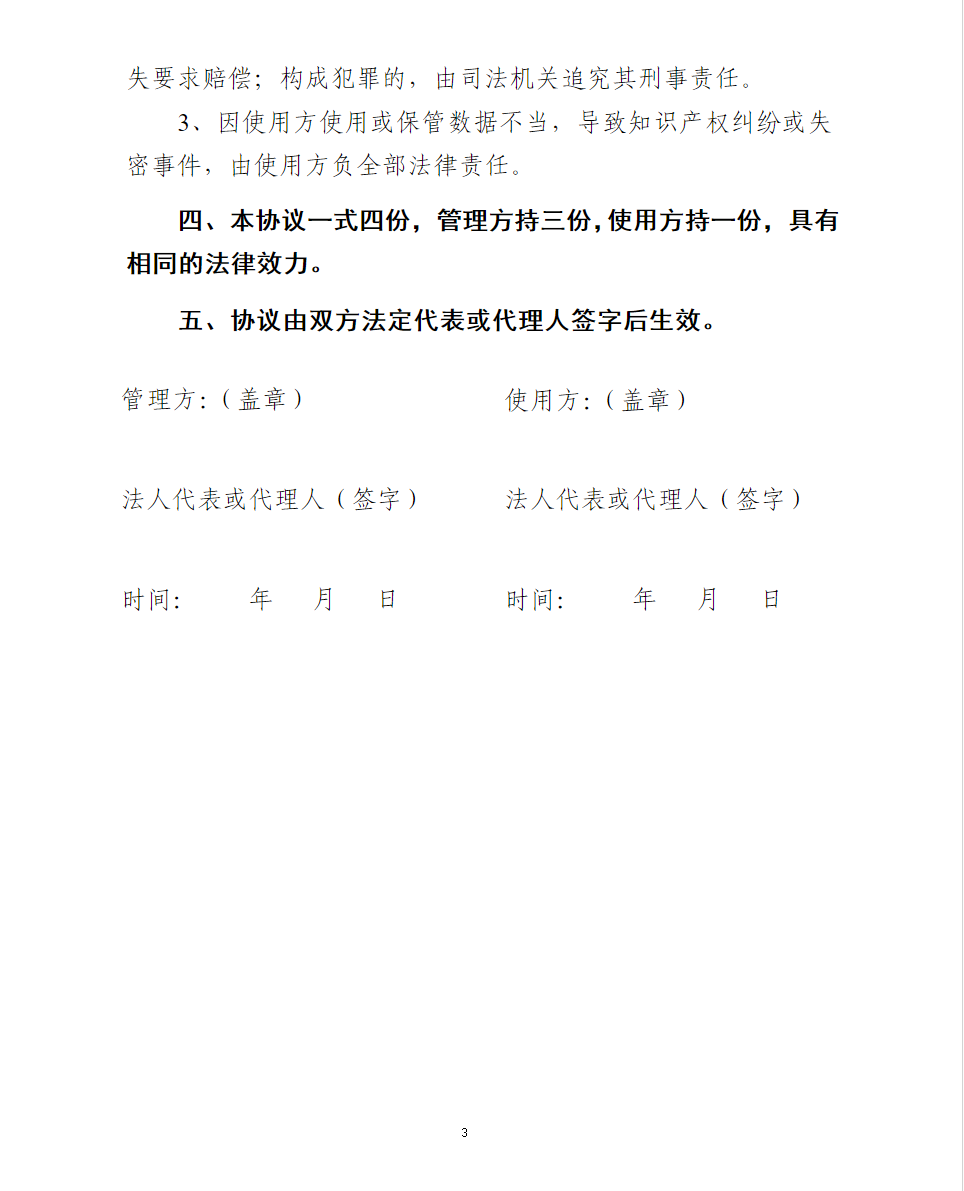 失要求赔偿；构成犯罪的，由司法机关追究其刑事责任。
3、因使用方使用或保管数据不当，导致知识产权纠纷或失
密事件，由使用方负全部法律责任。
四、本协议一式四份，管理方持三份，使用方持一份，具有
相同的法律效力。
五、协议由双方法定代表或代理人签字后生效。
管理方：（盖章） 使用方：（盖章）
法人代表或代理人（签字） 法人代表或代理人（签字）
时间： 年 月 日 时间： 年 月 日
3